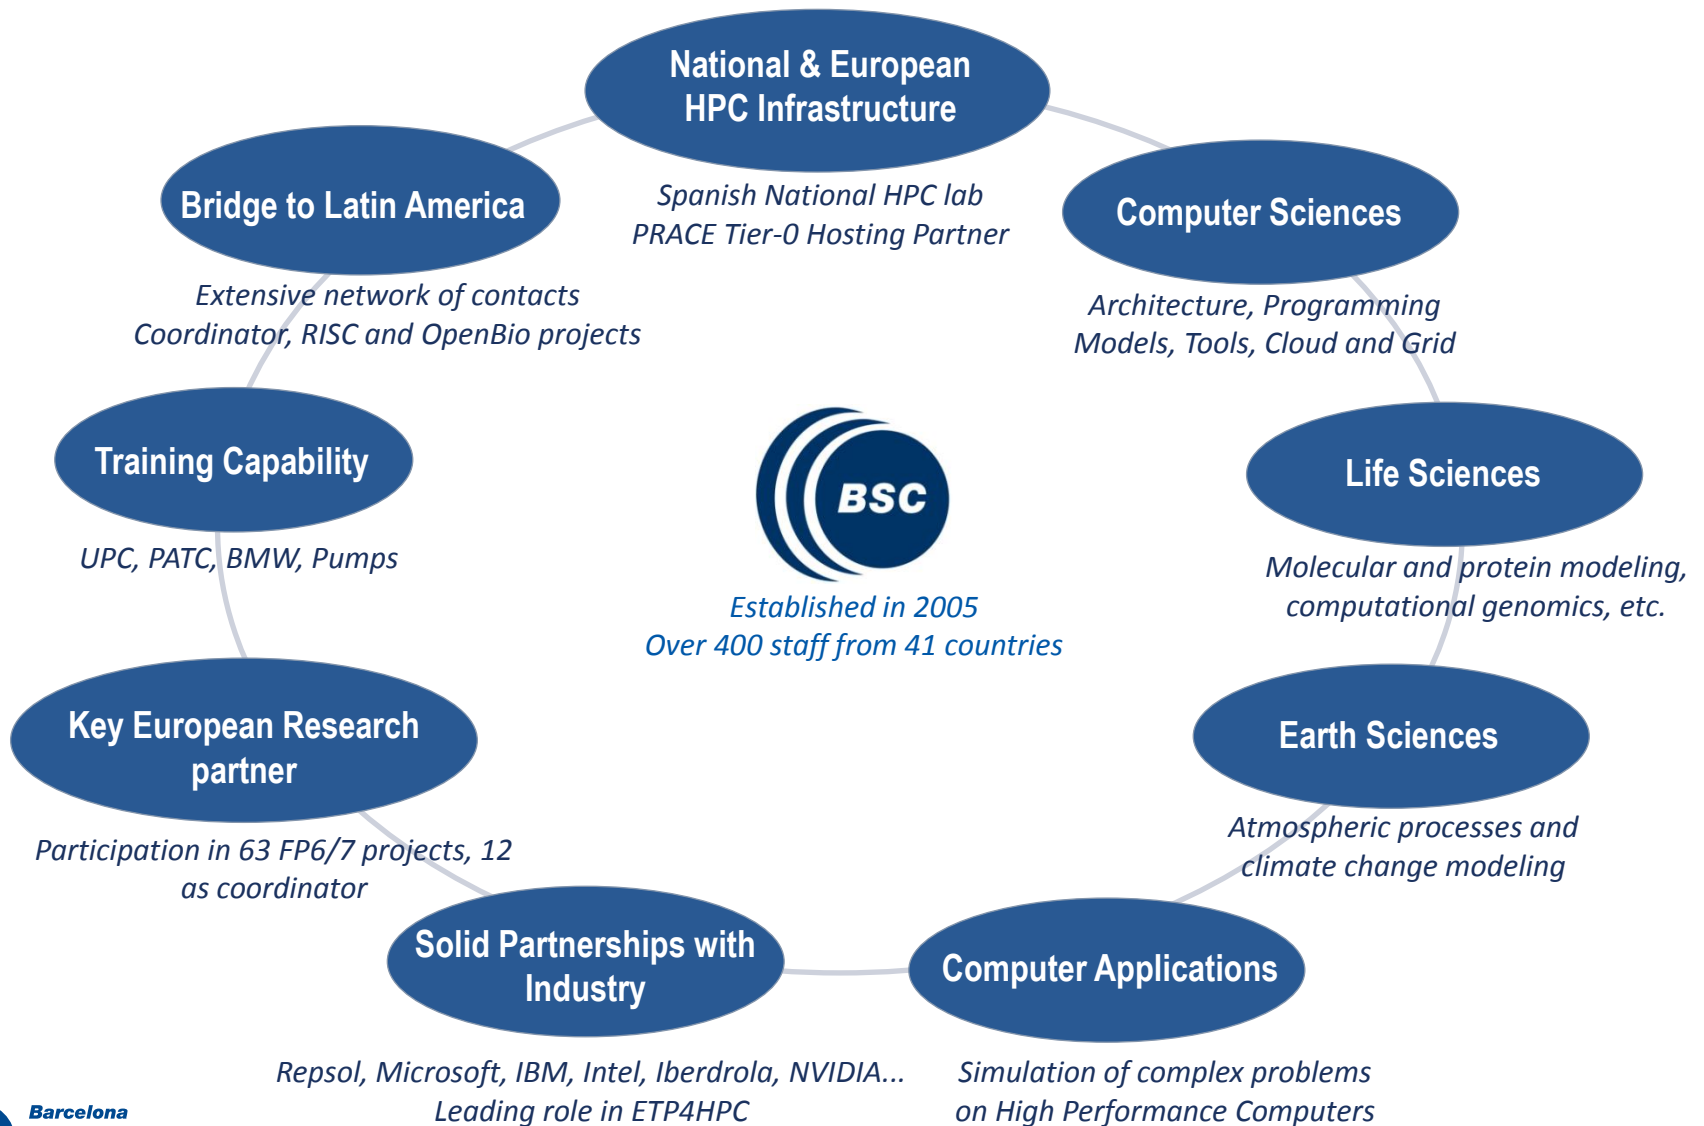 National & European
HPC Infrastructure
Spanish National HPC lab
PRACE Tier-0 Hosting Partner
Computer Sciences
Architecture, Programming
Models, Tools, Cloud and Grid
Life Sciences
Molecular and protein modeling,
computational genomics, etc.
Earth Sciences
Atmospheric processes and
climate change modeling
Computer Applications
Simulation of complex problems
on High Performance Computers
Solid Partnerships with
Industry
Repsol, Microsoft, IBM, Intel, Iberdrola, NVIDIA...
Leading role in ETP4HPC
Key European Research
partner
Participation in 63 FP6/7 projects, 12
as coordinator
Training Capability
UPC, PATC, BMW, Pumps
Bridge to Latin America
Extensive network of contacts
Coordinator, RISC and OpenBio projects
BSC
Established in 2005
Over 400 staff from 41 countries
Barcelona